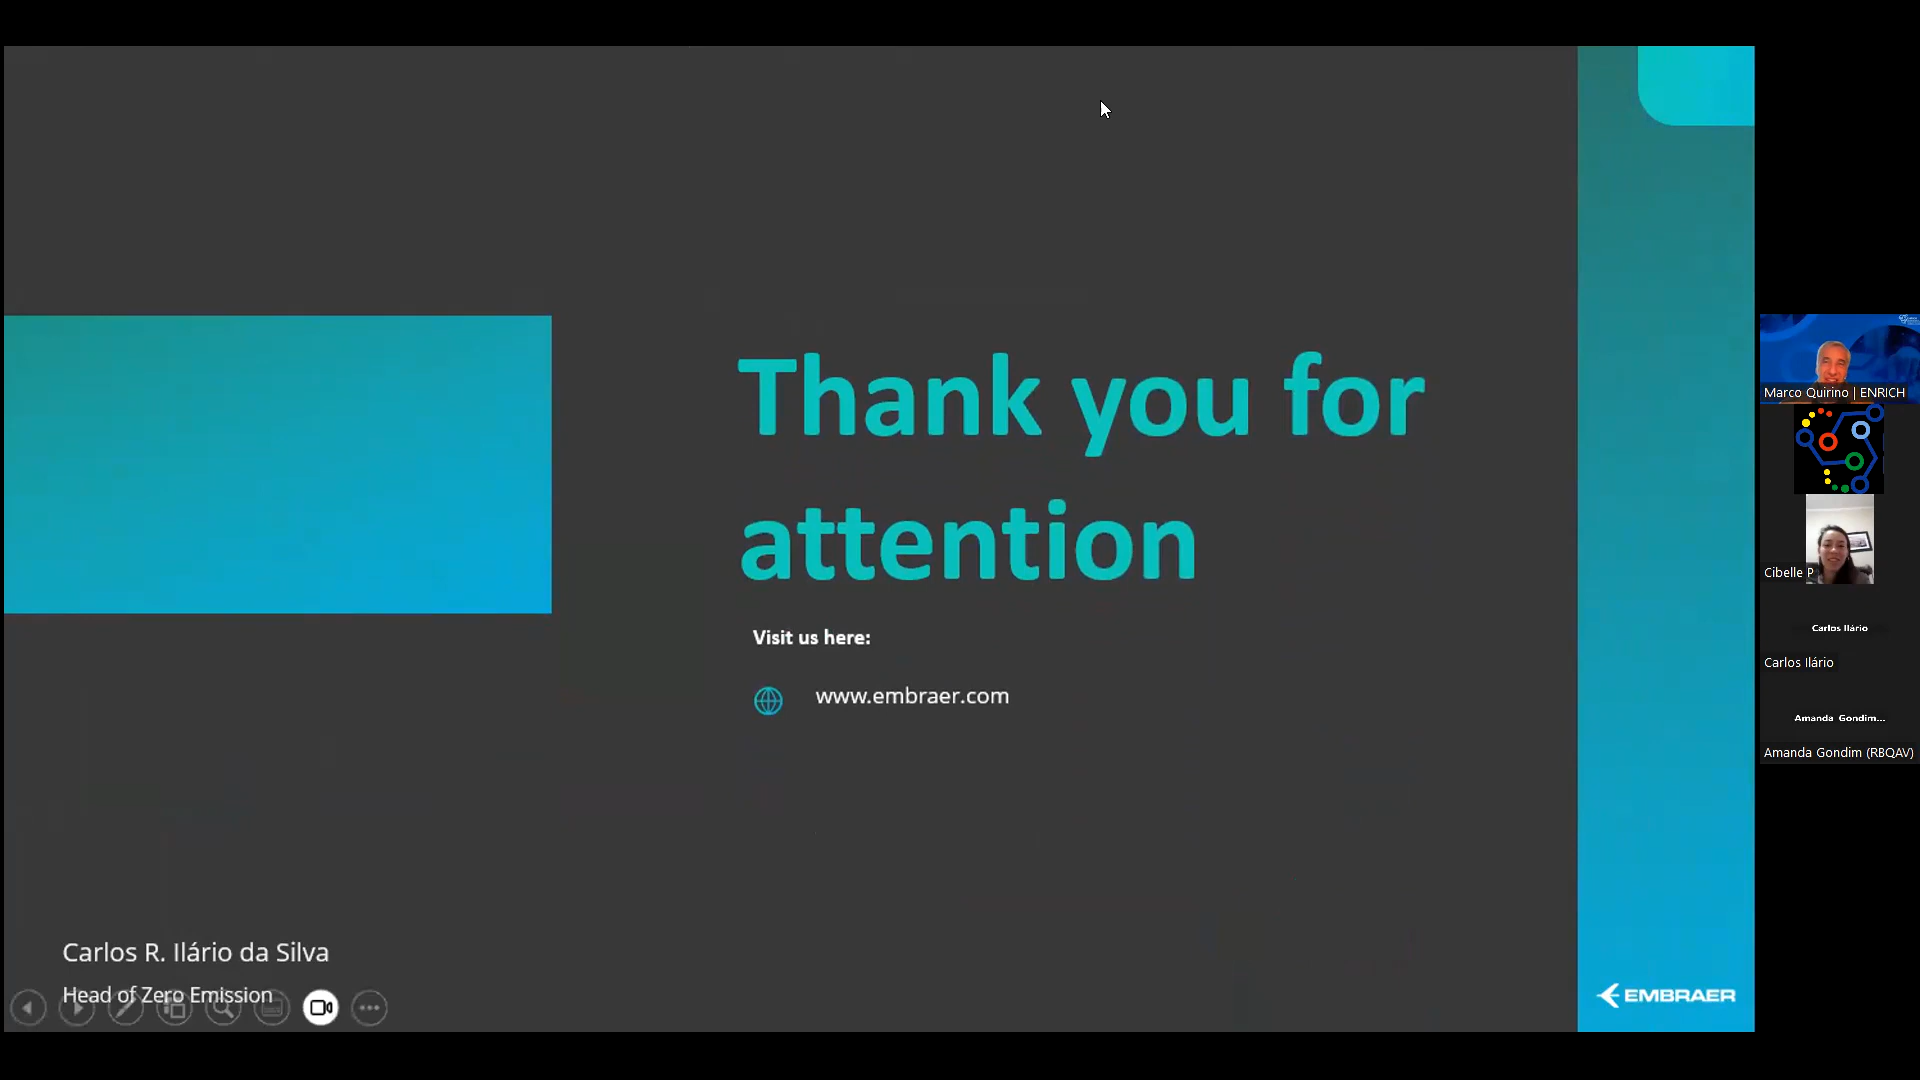 Thank you for
attention
Visit us here:
www.embraer.com
Carlos R. Ilário da Silva
Head of Zero Emission
EMBRAER
Marco Quirino | ENRICH
Cibelle P
Carlos Ilário
Carlos Ilário
Amanda Gondim...
Amanda Gondim (RBQAV)